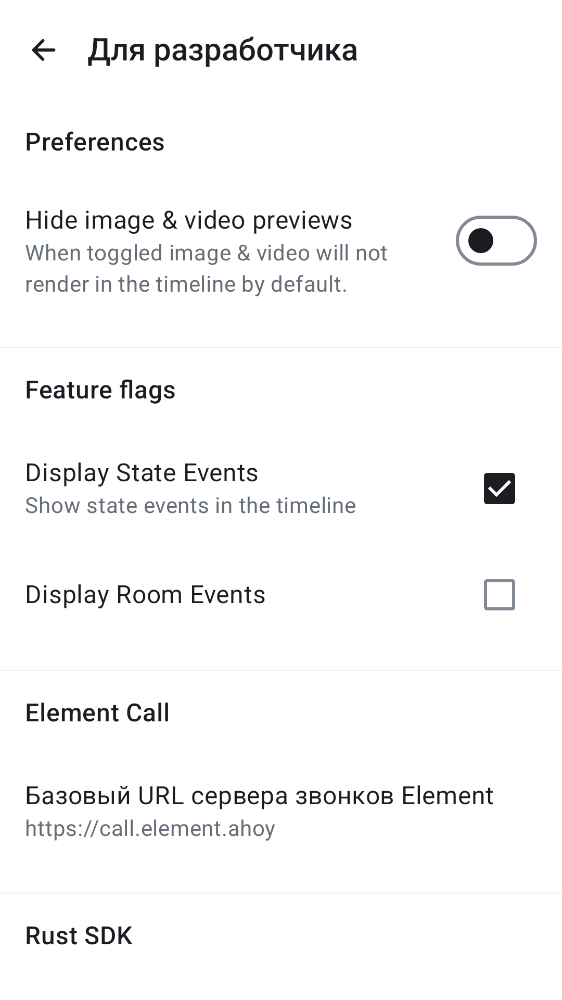 Для разработчика
Preferences
Hide image & video previews
When toggled image & video will not
render in the timeline by default.
Feature flags
Display State Events
Show state events in the timeline
Display Room Events
Element Call
Базовый URL сервера звонков Element
https://call.element.ahoy
Rust SDK